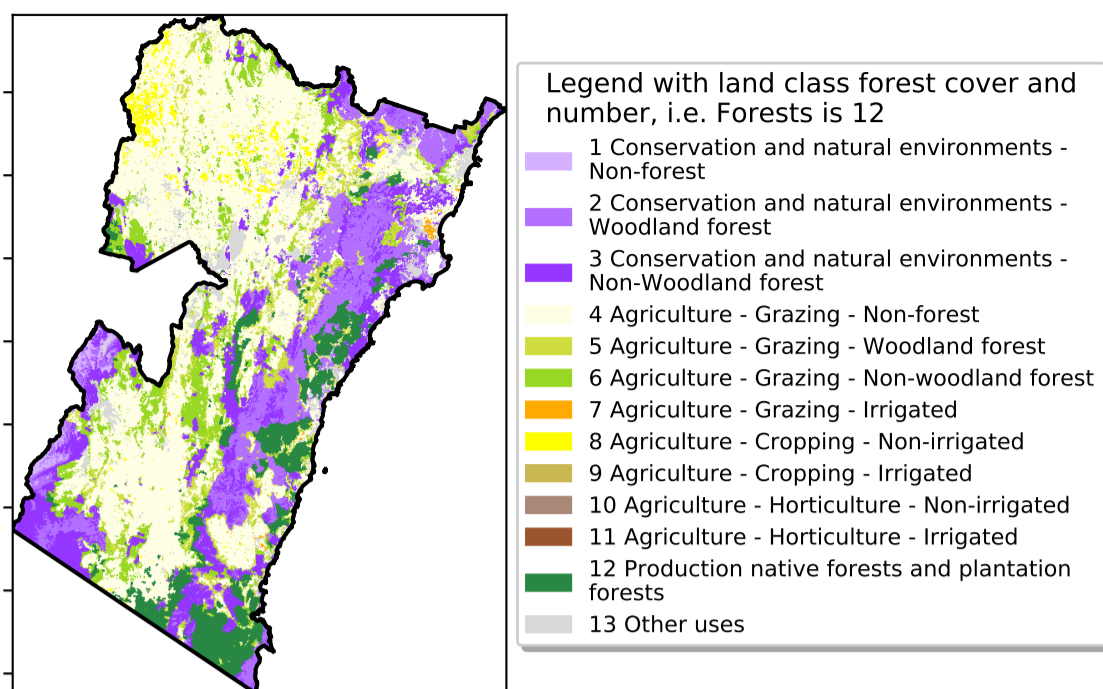 Legend with land class forest cover and
number, i.e. Forests is 12
1 Conservation and natural environments -
Non-forest
2 Conservation and natural environments -
Woodland forest
3 Conservation and natural environments -
Non-Woodland forest
4 Agriculture - Grazing - Non-forest
5 Agriculture - Grazing - Woodland forest
6 Agriculture - Grazing - Non-woodland forest
7 Agriculture - Grazing - Irrigated
8 Agriculture - Cropping - Non-irrigated
9 Agriculture - Cropping - Irrigated
10 Agriculture - Horticulture - Non-irrigated
11 Agriculture - Horticulture - Irrigated
12 Production native forests and plantation
forests
13 Other uses